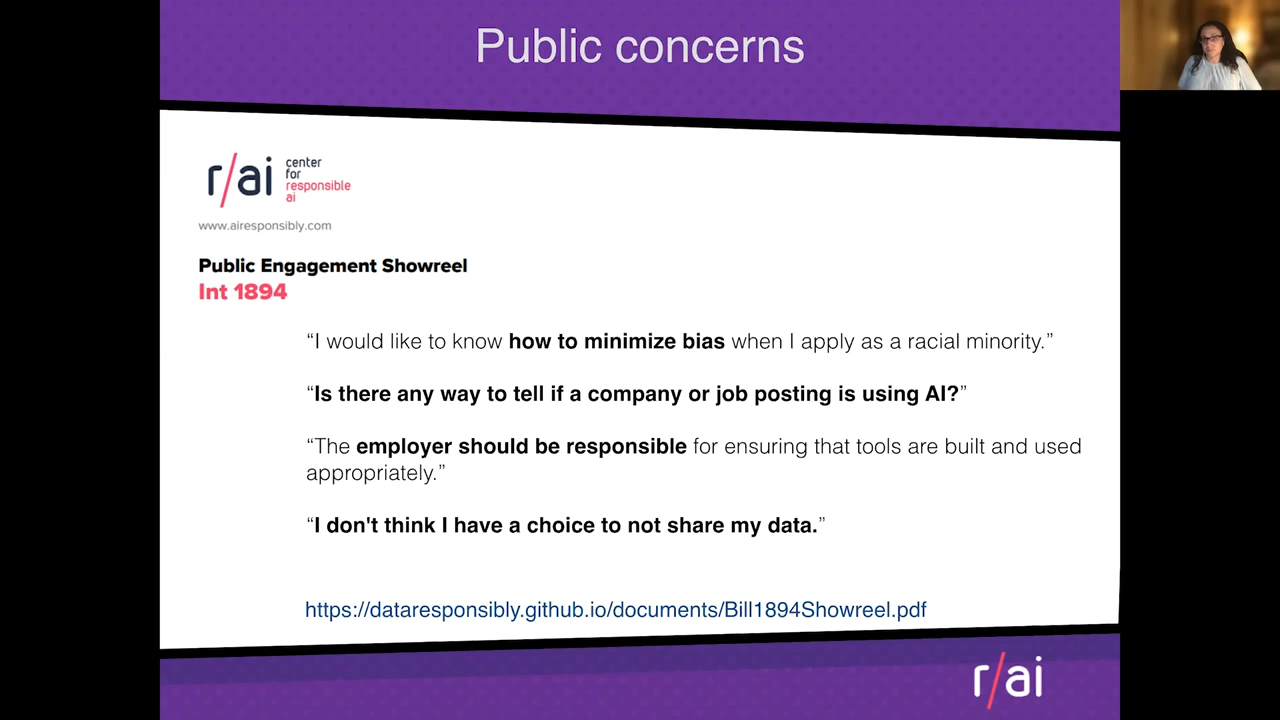 Public concerns
r/ai
center
for
responsible
ai
www.airesponsibly.com
Public Engagement Showreel
Int 1894
“I would like to know how to minimize bias when I apply as a racial minority.”
“Is there any way to tell if a company or job posting is using AI?”
“The employer should be responsible for ensuring that tools are built and used
appropriately.”
“I don't think I have a choice to not share my data.”
https://dataresponsibly.github.io/documents/Bill1894Showreel.pdf
r/ai